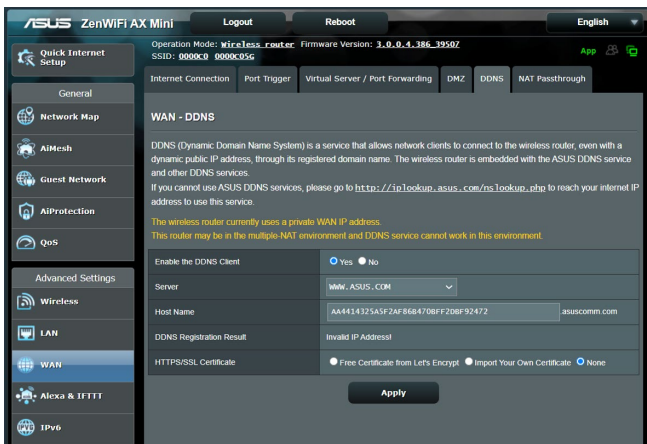 ASUS ZenWiFi AX Mini Logout Reboot English
Quick Internet Setup
Operation Mode: Wireless router Firmware Version: 3.0.0.4.386_39507
SSID: 0000C0 0000C05G
App
Internet Connection Port Trigger Virtual Server / Port Forwarding DMZ DDNS NAT Passthrough
General
Network Map
AiMesh
Guest Network
AiProtection
QoS
Advanced Settings
Wireless
LAN
WAN
Alexa & IFTTT
IPv6
WAN - DDNS
DDNS (Dynamic Domain Name System) is a service that allows network clients to connect to the wireless router, even with a
dynamic public IP address, through its registered domain name. The wireless router is embedded with the ASUS DDNS service
and other DDNS services.
If you cannot use ASUS DDNS services, please go to http://iplookup.asus.com/nslookup.php to reach your internet IP
address to use this service.
The wireless router currently uses a private WAN IP address.
This router may be in the multiple-NAT environment and DDNS service cannot work in this environment.
Enable the DDNS Client Yes No
Server WWW.ASUS.COM
Host Name AA4414325A5F2AF86B470BFF2DBF92472 .asuscomm.com
DDNS Registration Result Invalid IP Address!
HTTPS/SSL Certificate Free Certificate from Let's Encrypt Import Your Own Certificate None
Apply